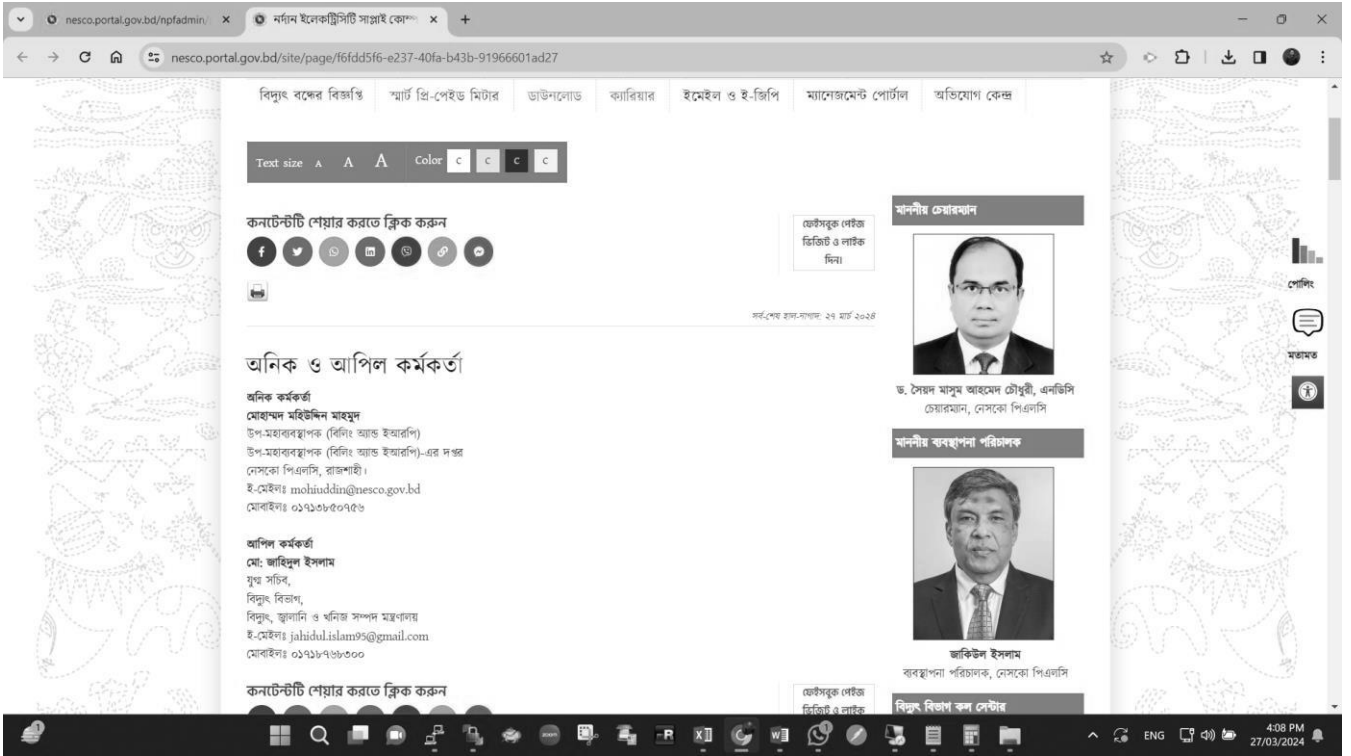 nesco.portal.gov.bd/npfadmin/
নর্দান ইলেকট্রিসিটি সাপ্লাই কো
nesco.portal.gov.bd/site/page/f6fdd5f6-e237-40fa-b43b-91966601ad27
বিদ্যুৎ বন্ধের বিজ্ঞপ্তি স্মার্ট প্রি-পেইড মিটার ডাউনলোড ক্যারিয়ার ইমেইল ও ই-জিপি ম্যানেজমেন্ট পোর্টাল অভিযোগ কেন্দ্র
Text size A A A Color C C C C
কনটেন্টটি শেয়ার করতে ক্লিক করুন
ফেইসবুক পেইজ
ভিজিট ও লাইক
দিন।
সর্ব-শেষ হাল-নাগাদ: ২৭ মার্চ ২০২৪
অনিক ও আপিল কর্মকর্তা
অনিক কর্মকর্তা
মোহাম্মদ মহিউদ্দিন মাহমুদ
উপ-মহাব্যবস্থাপক (বিলিং অ্যান্ড ইআরপি)
উপ-মহাব্যবস্থাপক (বিলিং অ্যান্ড ইআরপি)-এর দপ্তর
নেসকো পিএলসি, রাজশাহী।
ই-মেইলঃ mohiuddin@nesco.gov.bd
মোবাইলঃ ০১৭১৩৮৫০৭৫৬
আপিল কর্মকর্তা
মো: জাহিদুল ইসলাম
যুগ্ম সচিব,
বিদ্যুৎ বিভাগ,
বিদ্যুৎ, জ্বালানি ও খনিজ সম্পদ মন্ত্রণালয়
ই-মেইলঃ jahidul.islam95@gmail.com
মোবাইলঃ ০১৭১৮৭৬৮৩০০
কনটেন্টটি শেয়ার করতে ক্লিক করুন
ফেইসবুক পেইজ
ভিজিট ও লাইক
মাননীয় চেয়ারম্যান
ড. সৈয়দ মাসুম আহমেদ চৌধুরী, এনডিসি
চেয়ারম্যান, নেসকো পিএলসি
মাননীয় ব্যবস্থাপনা পরিচালক
জাকিউল ইসলাম
ব্যবস্থাপনা পরিচালক, নেসকো পিএলসি
বিদ্যুৎ বিভাগ কল সেন্টার
পোলিং
মতামত
ENG
4:08 PM
27/03/2024